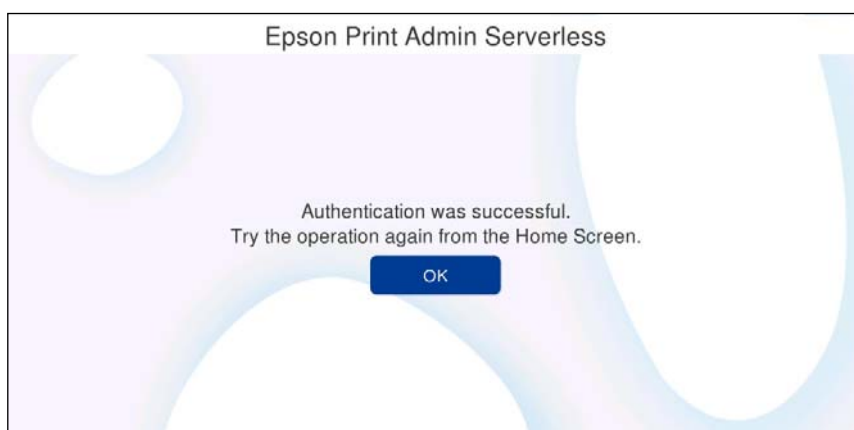 Epson Print Admin Serverless
Authentication was successful.
Try the operation again from the Home Screen.
OK